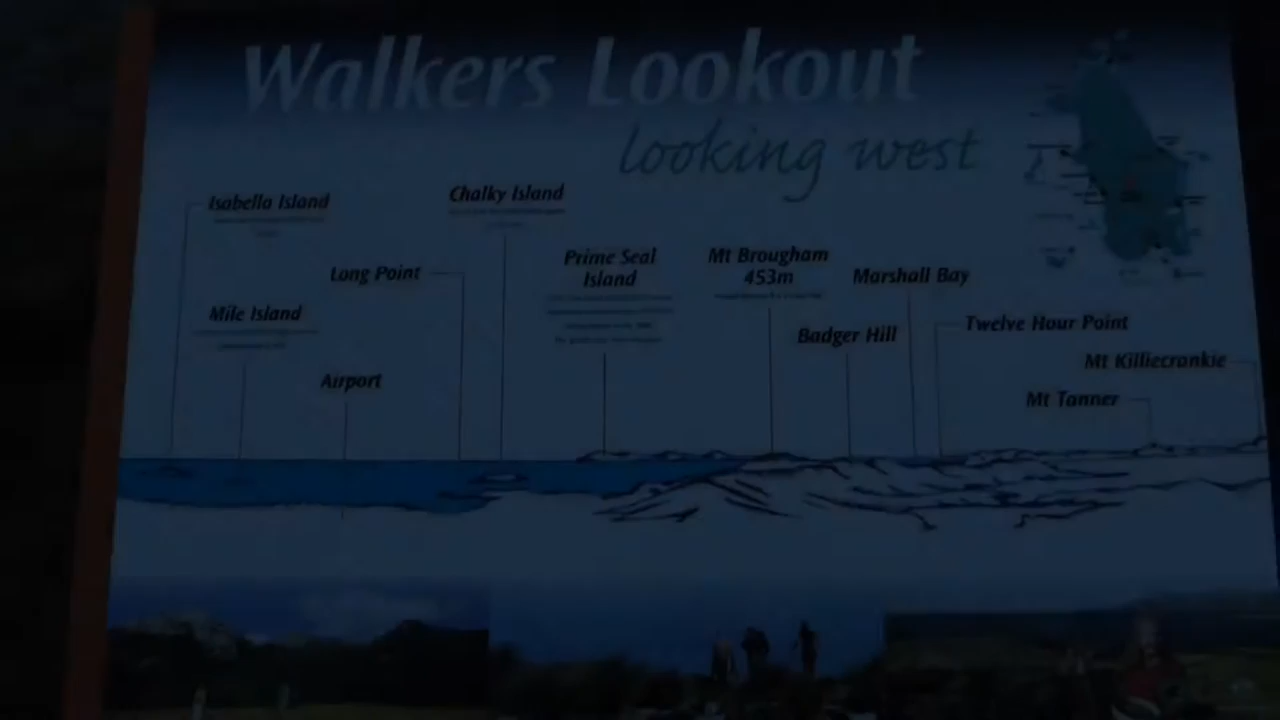 Walkers Lookout
looking west
Isabella Island
Chalky Island
Prime Seal
Island
Mt Brougham
453m
Long Point
Marshall Bay
Mile Island
Badger Hill
Twelve Hour Point
Mt Killiecrankie
Airport
Mt Tanner